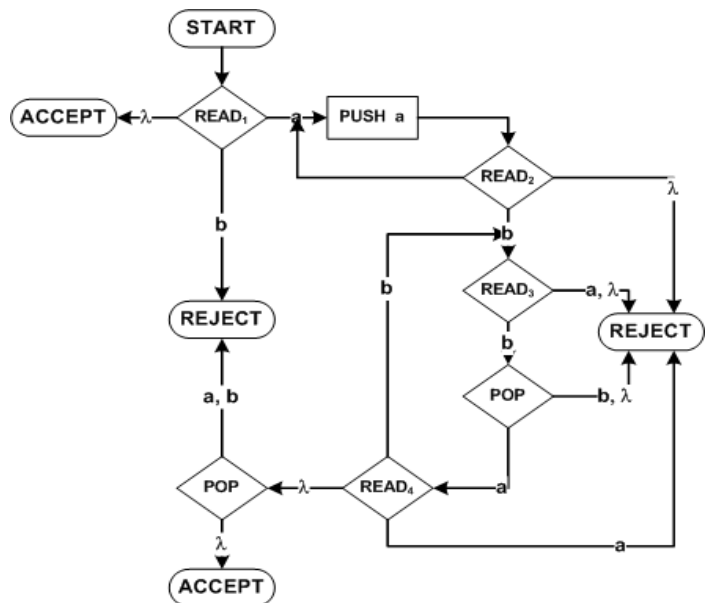 START
ACCEPT λ READ₁ a PUSH a
READ₂
λ
b b
b READ₃ a, λ
REJECT REJECT
b
a, b POP b, λ
POP λ READ₄ a
λ a
ACCEPT